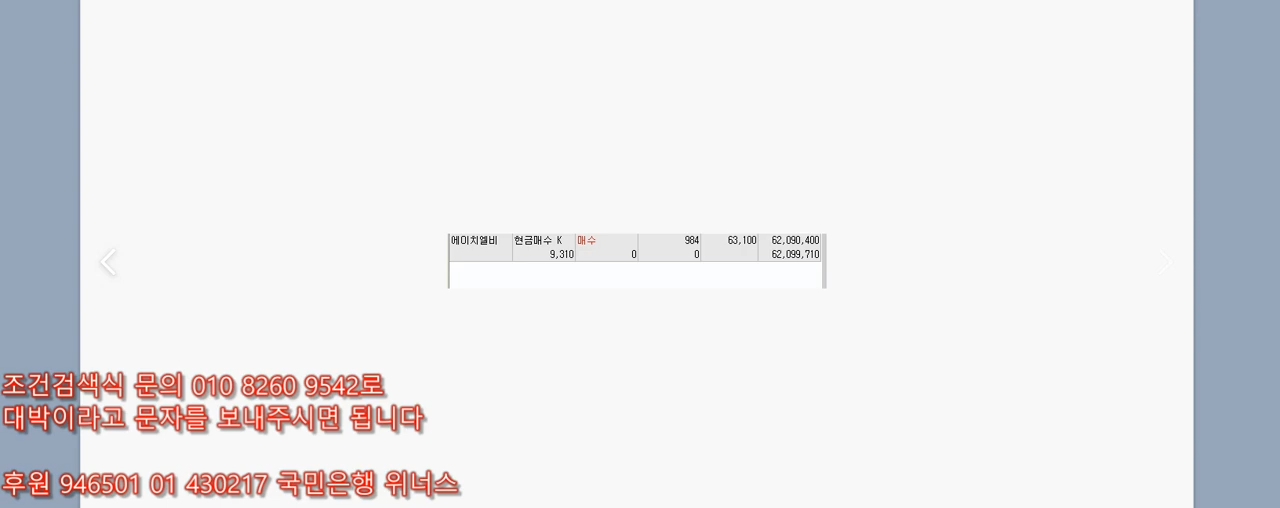 에이치엘비 현금매수 K 매수 984 63,100 62,090,400
9,310 0 0 62,099,710
조건검색식 문의 010 8260 9542로
대박이라고 문자를 보내주시면 됩니다
후원 946501 01 430217 국민은행 위너스